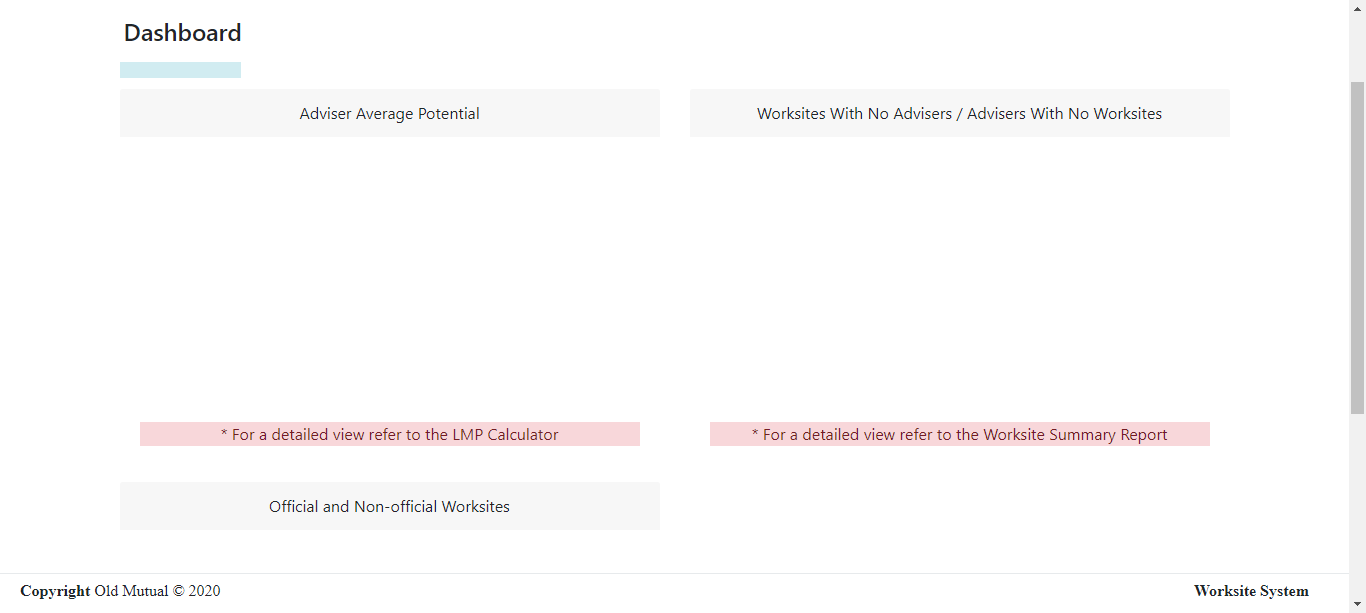 Dashboard
Adviser Average Potential
Worksites With No Advisers / Advisers With No Worksites
* For a detailed view refer to the LMP Calculator
* For a detailed view refer to the Worksite Summary Report
Official and Non-official Worksites
Copyright Old Mutual © 2020
Worksite System